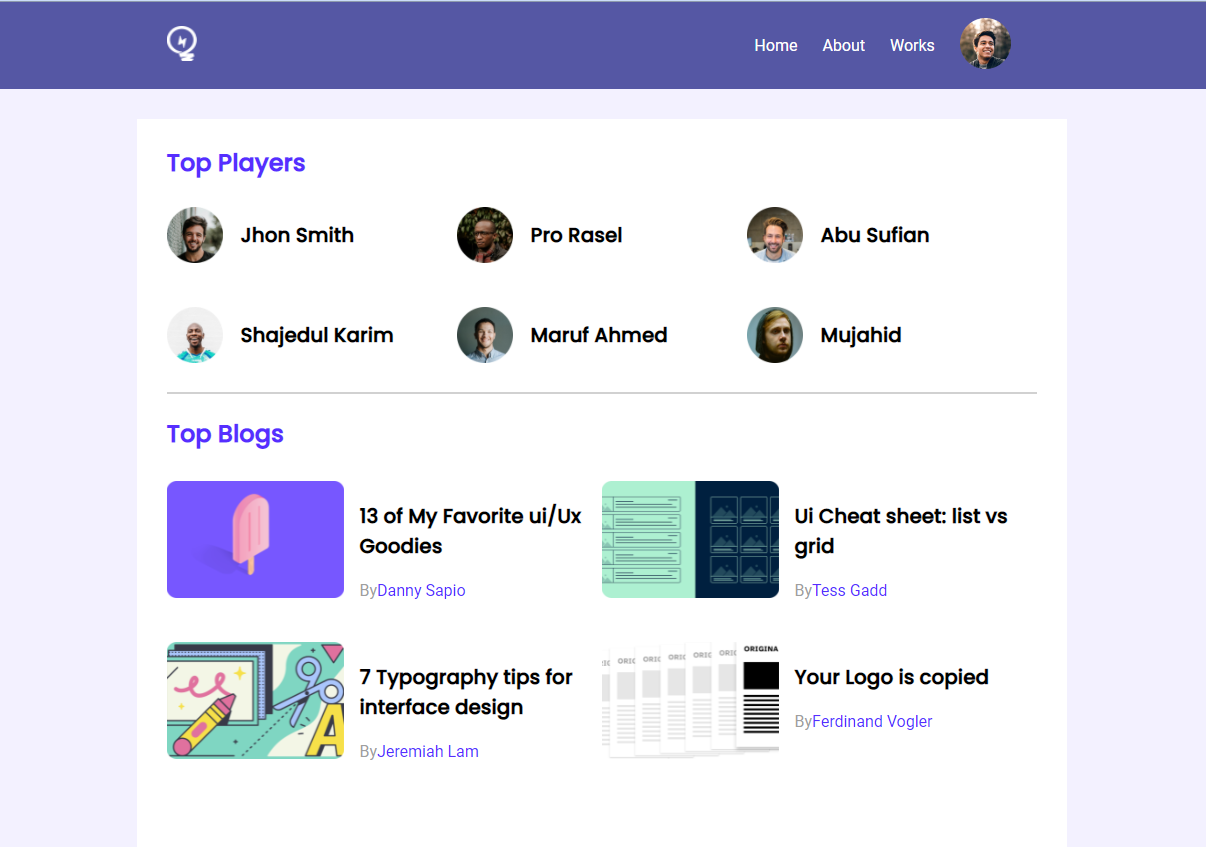 Home About Works
Top Players
Jhon Smith
Pro Rasel
Abu Sufian
Shajedul Karim
Maruf Ahmed
Mujahid
Top Blogs
13 of My Favorite ui/Ux
Goodies
ByDanny Sapio
Ui Cheat sheet: list vs
grid
ByTess Gadd
7 Typography tips for
interface design
ByJeremiah Lam
ORIGINA
Your Logo is copied
ByFerdinand Vogler